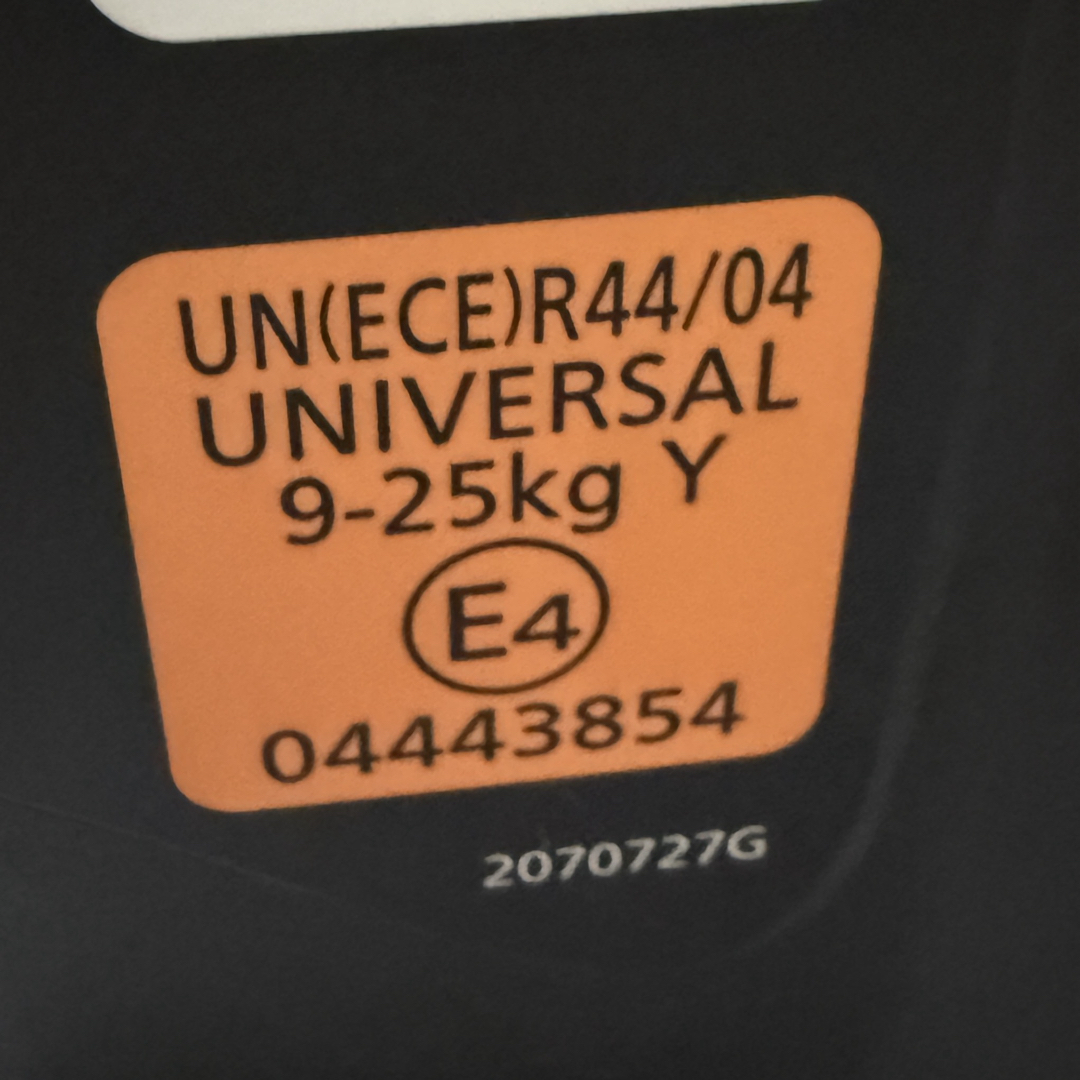 UN(ECE)R44/04
UNIVERSAL
9-25kg Y
E4
04443854
2070727G